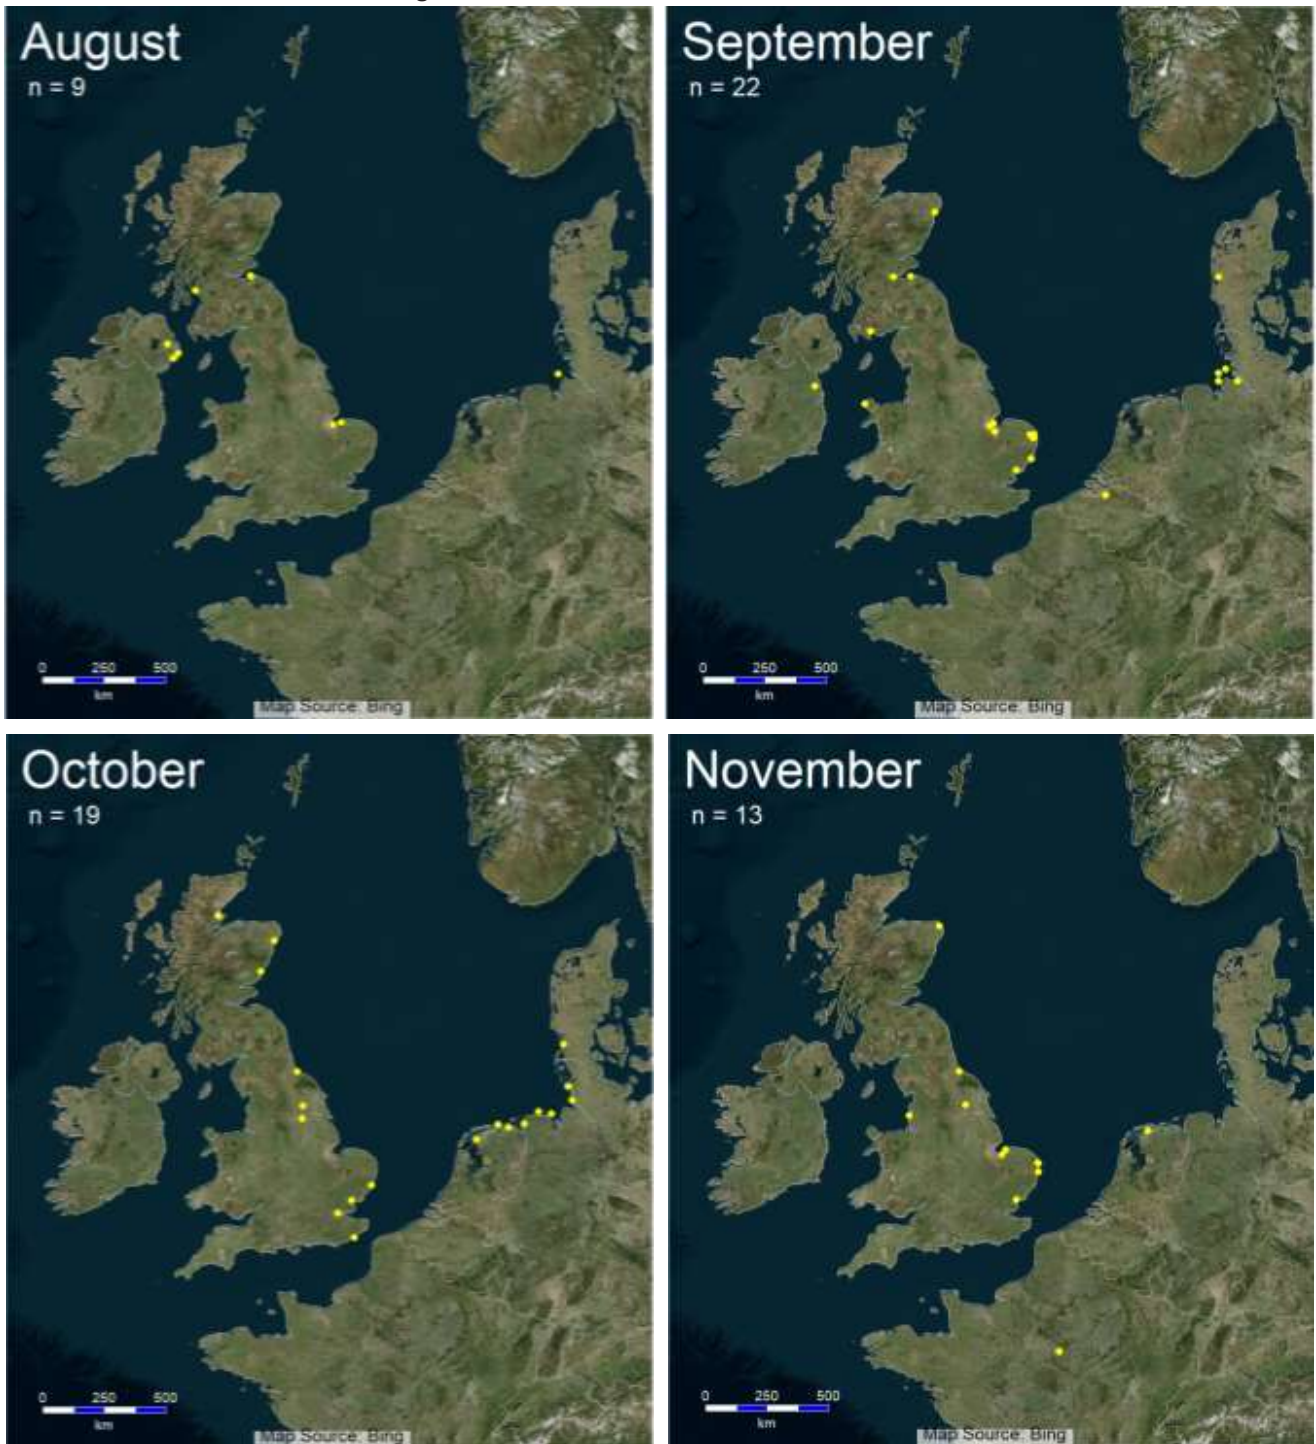 August
n = 9
0 250 500
km
Map Source: Bing
September
n = 22
0 250 500
km
Map Source: Bing
October
n = 19
0 250 500
km
Map Source: Bing
November
n = 13
0 250 500
km
Map Source: Bing